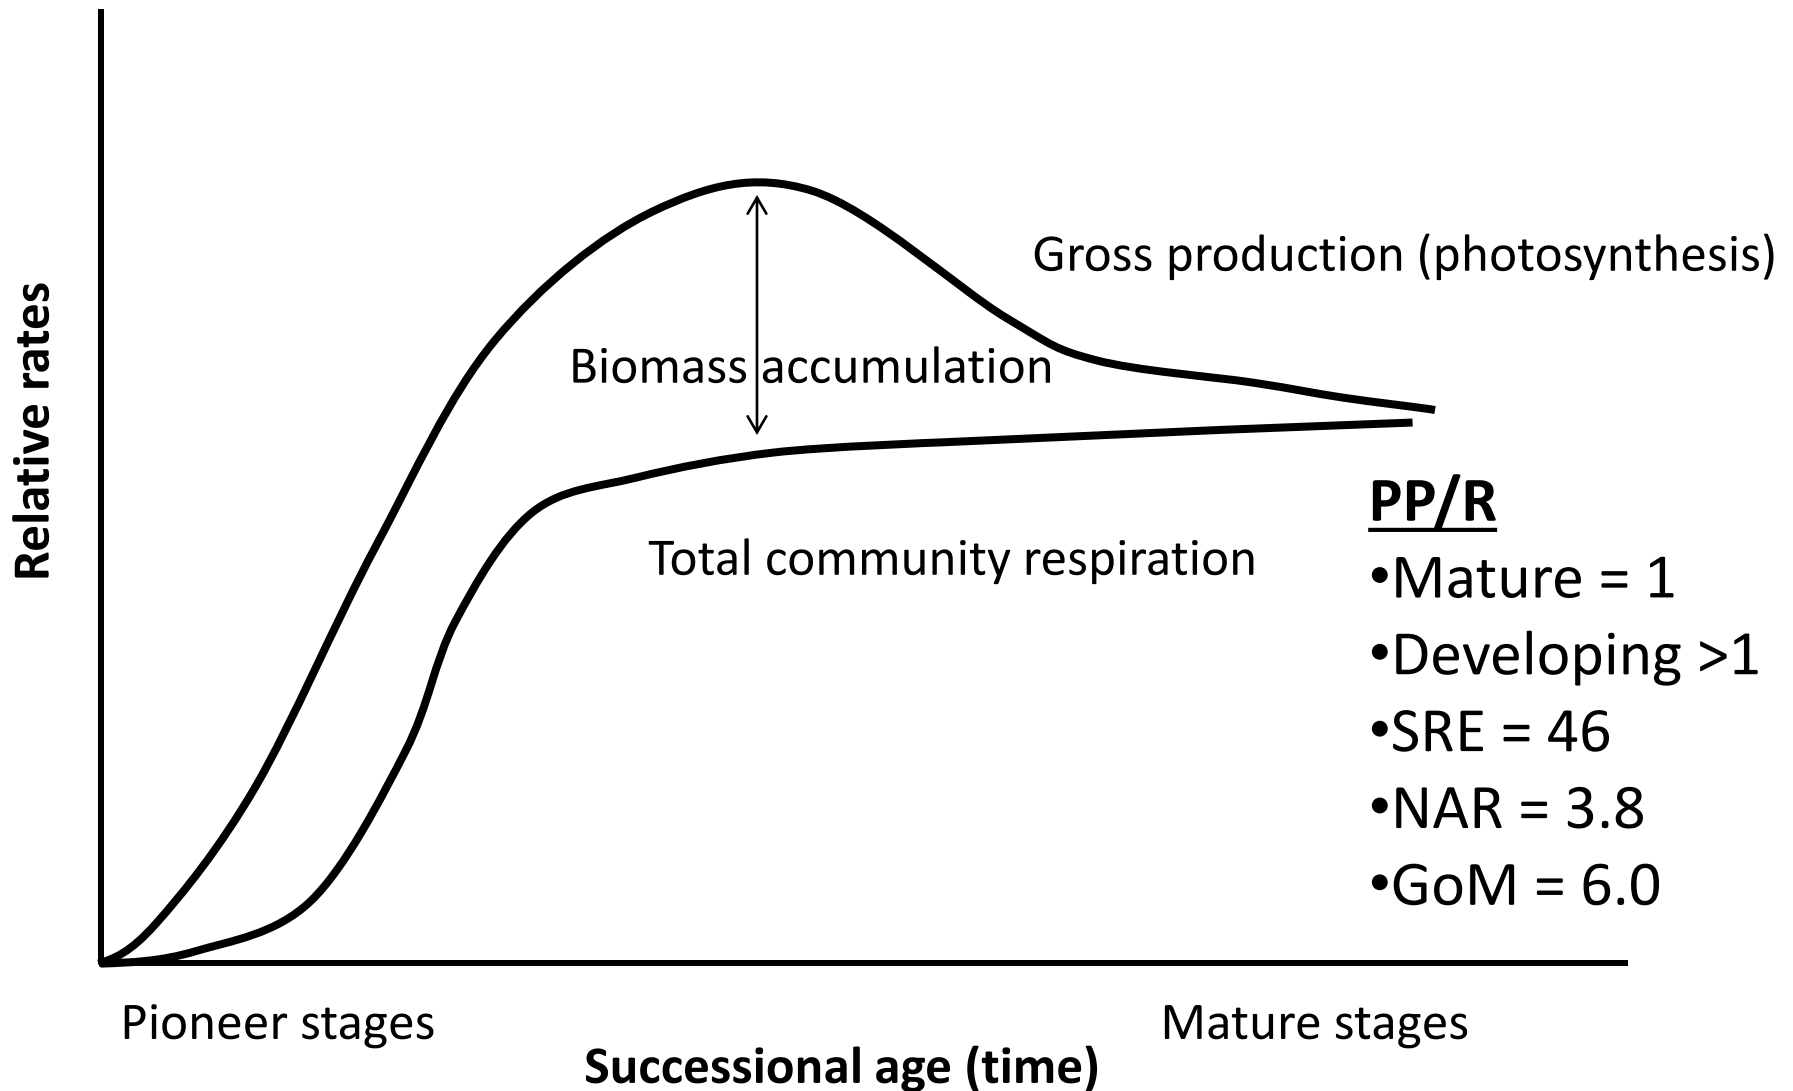 Relative rates
Gross production (photosynthesis)
Biomass accumulation
Total community respiration
PP/R
•Mature = 1
•Developing >1
•SRE = 46
•NAR = 3.8
•GoM = 6.0
Pioneer stages
Mature stages
Successional age (time)